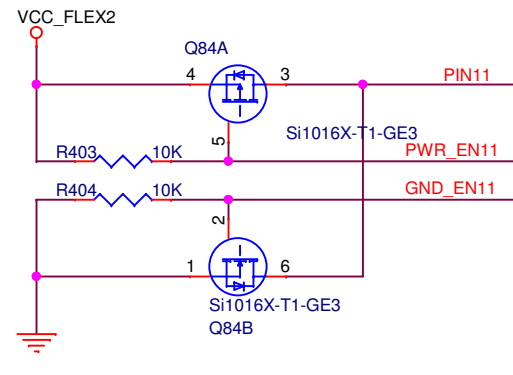 VCC_FLEX2
Q84A
4
3
PIN11
5
Si1016X-T1-GE3
R403
10K
PWR_EN11
R404
10K
GND_EN11
2
1
6
Si1016X-T1-GE3
Q84B